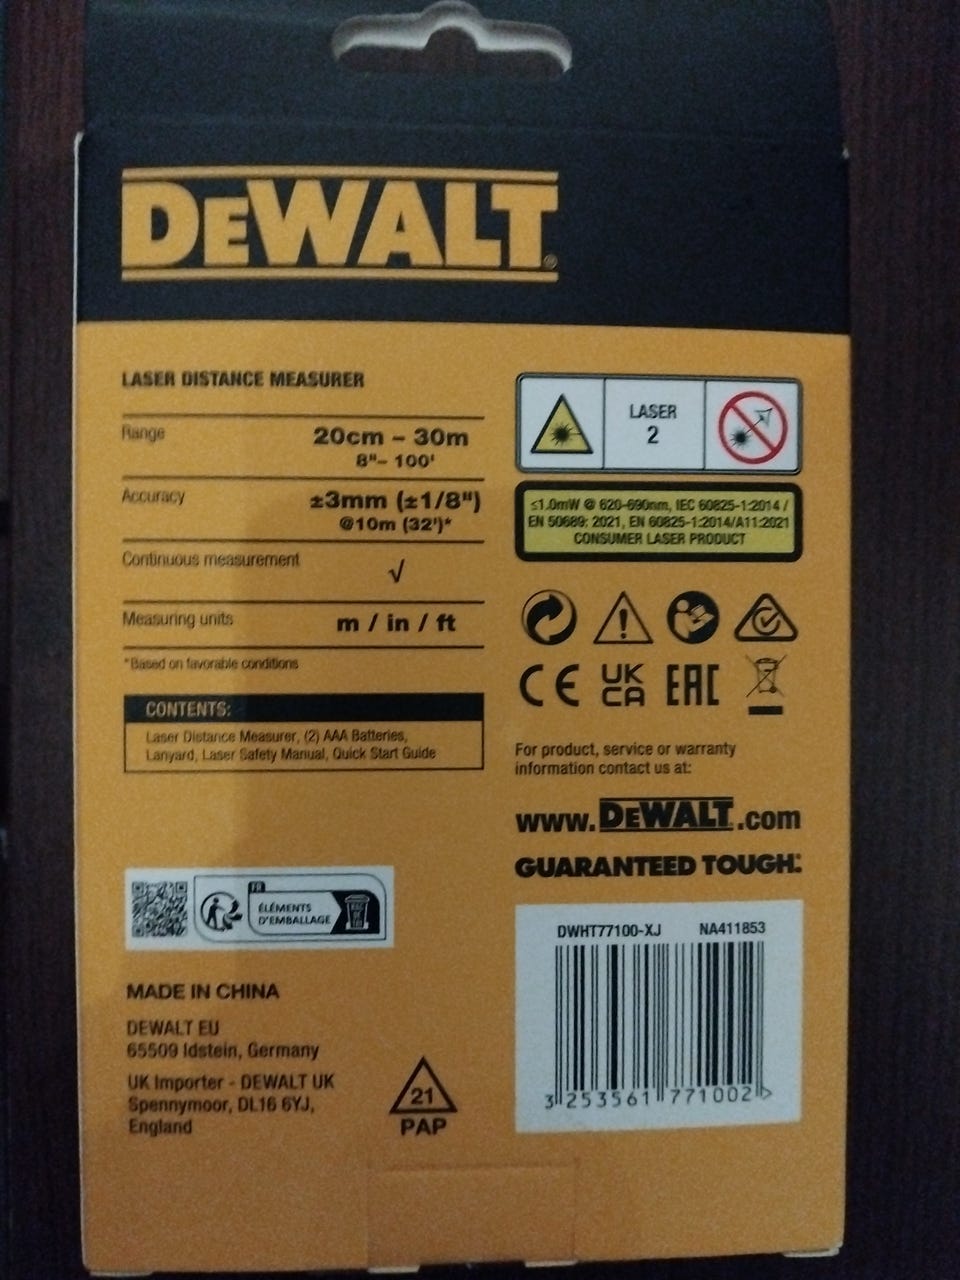 DEWALT®
LASER DISTANCE MEASURER
Range
20cm – 30m
8"– 100'
Accuracy
±3mm (±1/8")
@10m (32')*
Continuous measurement
√
Measuring units
m / in / ft
*Based on favorable conditions
CONTENTS:
Laser Distance Measurer, (2) AAA Batteries,
Lanyard, Laser Safety Manual, Quick Start Guide
FR
ÉLÉMENTS
D'EMBALLAGE
MADE IN CHINA
DEWALT EU
65509 Idstein, Germany
UK Importer - DEWALT UK
Spennymoor, DL16 6YJ,
England
21
PAP
LASER
2
≤1.0mW @ 620-690nm, IEC 60825-1:2014 /
EN 50689: 2021, EN 60825-1:2014/A11:2021
CONSUMER LASER PRODUCT
CE
UK
CA
EAC
For product, service or warranty
information contact us at:
www.DEWALT.com
GUARANTEED TOUGH.
DWHT77100-XJ NA411853
3 253561 771002 >